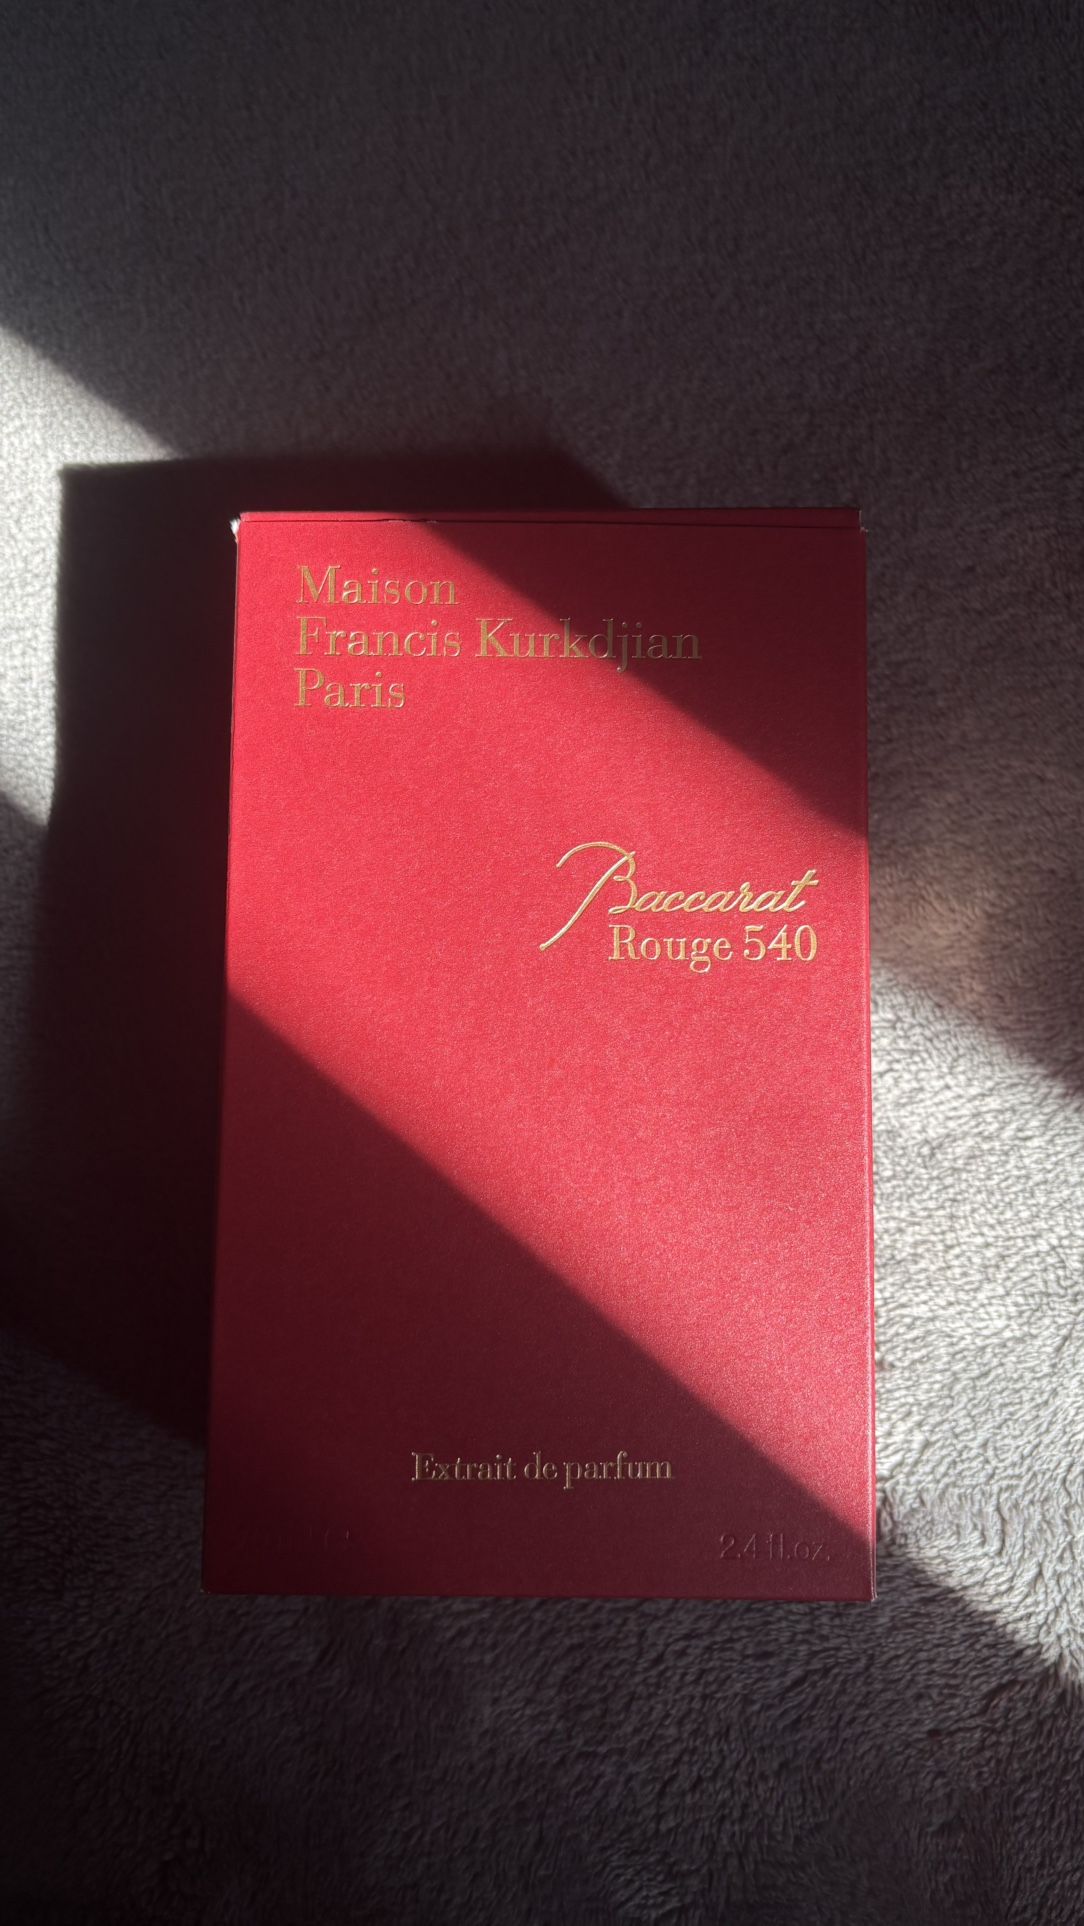 Maison
Francis Kurkdjian
Paris
Baccarat
Rouge 540
Extrait de parfum
2.4 fl.oz.